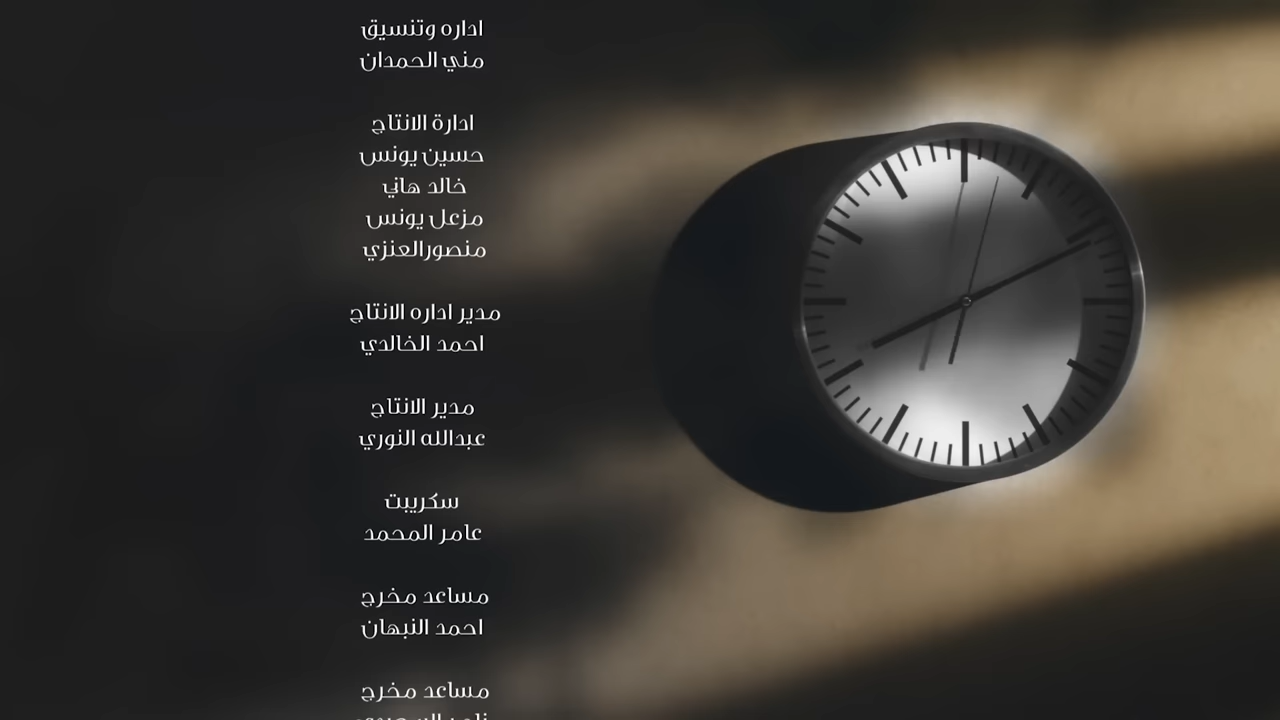 اداره وتنسيق
مني الحمدان
ادارة الانتاج
حسين يونس
خالد هاني
مزعل يونس
منصورالعنزي
مدير اداره الانتاج
احمد الخالدي
مدير الانتاج
عبدالله النوري
سكريبت
عامر المحمد
مساعد مخرج
احمد النبهان
مساعد مخرج